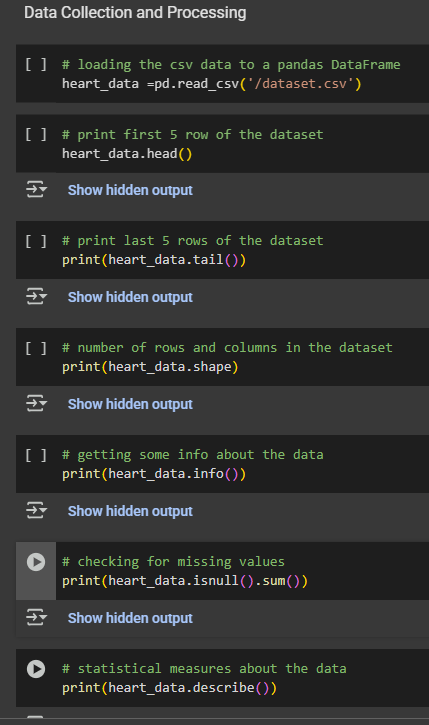 Data Collection and Processing
[ ] # loading the csv data to a pandas DataFrame
heart_data =pd.read_csv('/dataset.csv')
[ ] # print first 5 row of the dataset
heart_data.head()
Show hidden output
[ ] # print last 5 rows of the dataset
print(heart_data.tail())
Show hidden output
[ ] # number of rows and columns in the dataset
print(heart_data.shape)
Show hidden output
[ ] # getting some info about the data
print(heart_data.info())
Show hidden output
# checking for missing values
print(heart_data.isnull().sum())
Show hidden output
# statistical measures about the data
print(heart_data.describe())